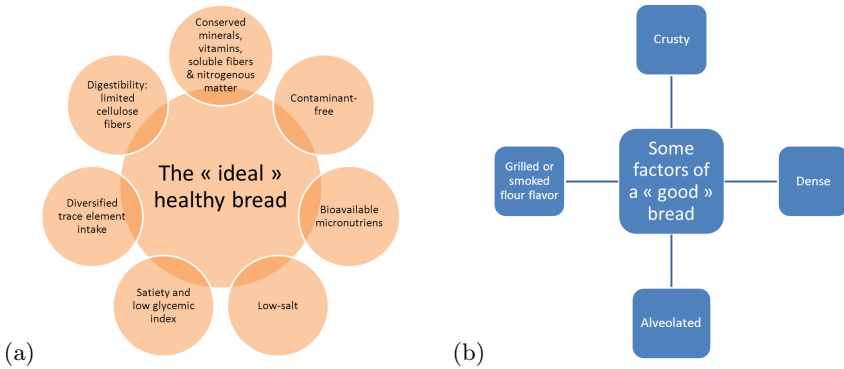 Conserved
minerals,
vitamins,
soluble fibers
& nitrogenous
matter
Digestibility:
limited
cellulose
fibers
Contaminant-
free
The « ideal »
healthy bread
Diversified
trace element
intake
Bioavailable
micronutriens
Satiety and
low glycemic
index
Low-salt
(a)
Crusty
Grilled or
smoked
flour flavor
Some
factors of
a « good »
bread
Dense
Alveolated
(b)